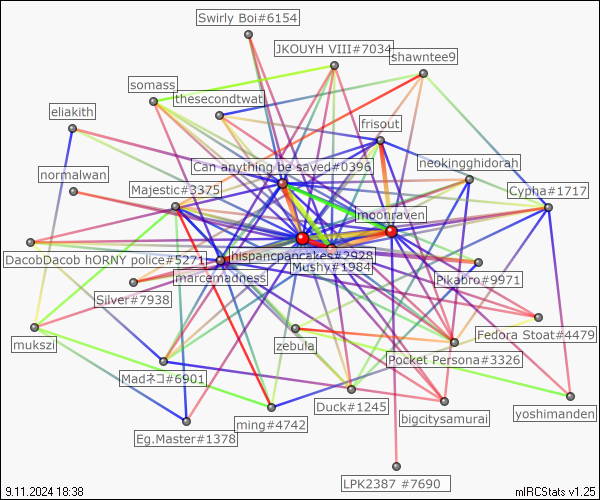 Swirly Boi#6154
JKOUYH VIII#7034
shawntee9
somass
thesecondtwat
eliakith
frisout
Can anything be saved#0396
neokingghidorah
normalwan
Majestic#3375
Cypha#1717
moonraven
DacobDacob hORNY police#5271
hispancpancakes#2928
Mushy#1984
marcemadness
Pikabro#9971
Silver#7938
Fedora Stoat#4479
mukszi
zebula
Pocket Persona#3326
Madネコ#6901
Duck#1245
bigcitysamurai
yoshimanden
ming#4742
Eg.Master#1378
LPK2387 #7690
9.11.2024 18:38
mIRCStats v1.25